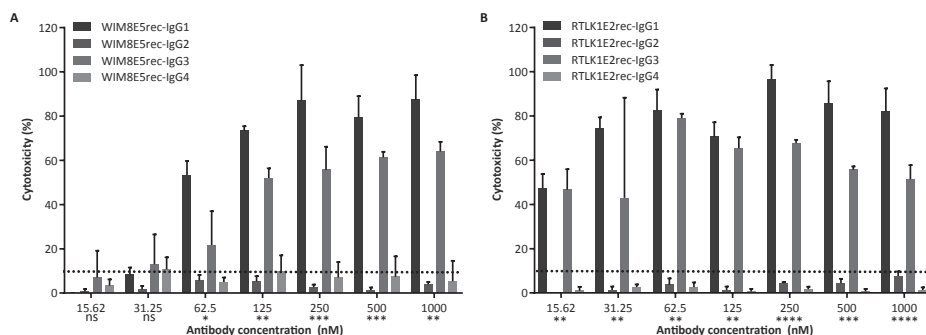 A
120
100
80
60
40
20
0
Cytotoxicity (%)
WIM8E5rec-IgG1
WIM8E5rec-IgG2
WIM8E5rec-IgG3
WIM8E5rec-IgG4
15.62 31.25 62.5 125 250 500 1000
ns ns * ** *** *** **
Antibody concentration (nM)
B
120
100
80
60
40
20
0
Cytotoxicity (%)
RTLK1E2rec-IgG1
RTLK1E2rec-IgG2
RTLK1E2rec-IgG3
RTLK1E2rec-IgG4
15.62 31.25 62.5 125 250 500 1000
** ** ** ** **** *** ****
Antibody concentration (nM)